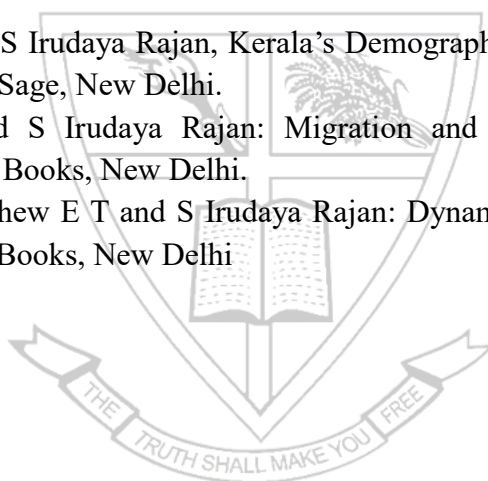 S Irudaya Rajan, Kerala’s Demograph
Sage, New Delhi.
d S Irudaya Rajan: Migration and
Books, New Delhi.
hew E T and S Irudaya Rajan: Dynam
Books, New Delhi
THE TRUTH SHALL MAKE YOU FREE